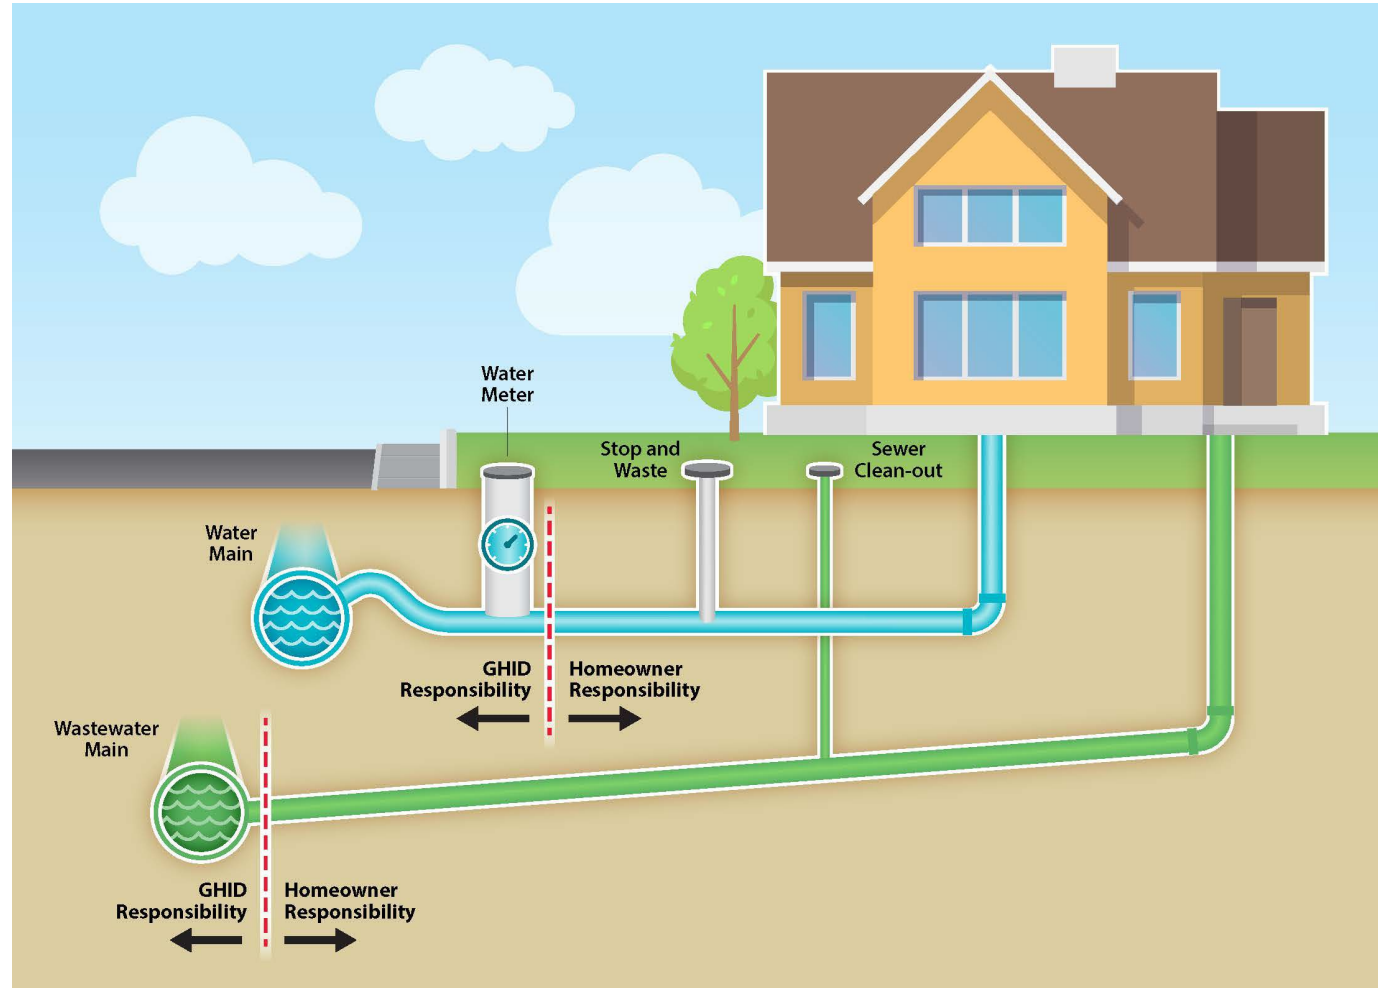 Water
Meter
Stop and
Waste
Sewer
Clean-out
Water
Main
GHID
Responsibility
Homeowner
Responsibility
Wastewater
Main
GHID
Responsibility
Homeowner
Responsibility